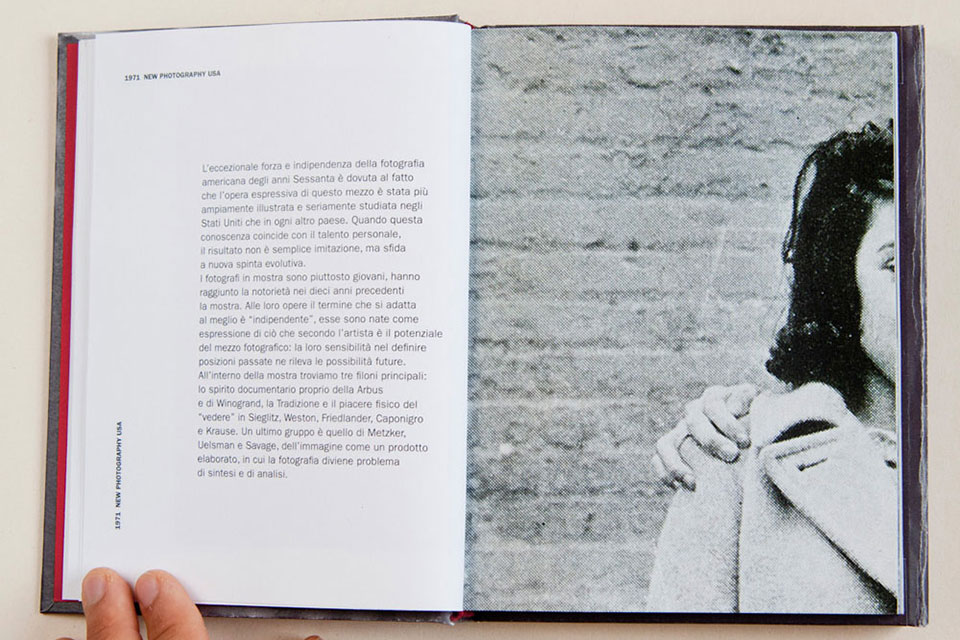 1971 NEW PHOTOGRAPHY USA
L'eccezionale forza e indipendenza della fotografia
americana degli anni Sessanta è dovuta al fatto
che l'opera espressiva di questo mezzo è stata più
ampiamente illustrata e seriamente studiata negli
Stati Uniti che in ogni altro paese. Quando questa
conoscenza coincide con il talento personale,
il risultato non è semplice imitazione, ma sfida
a nuova spinta evolutiva.
I fotografi in mostra sono piuttosto giovani, hanno
raggiunto la notorietà nei dieci anni precedenti
la mostra. Alle loro opere il termine che si adatta
al meglio è "indipendente", esse sono nate come
espressione di ciò che secondo l'artista è il potenziale
del mezzo fotografico: la loro sensibilità nel definire
posizioni passate ne rileva le possibilità future.
All'interno della mostra troviamo tre filoni principali:
lo spirito documentario proprio della Arbus
e di Winogrand, la Tradizione e il piacere fisico del
"vedere" in Sieglitz, Weston, Friedlander, Caponigro
e Krause. Un ultimo gruppo è quello di Metzker,
Uelsman e Savage, dell'immagine come un prodotto
elaborato, in cui la fotografia diviene problema
di sintesi e di analisi.
1971 NEW PHOTOGRAPHY USA